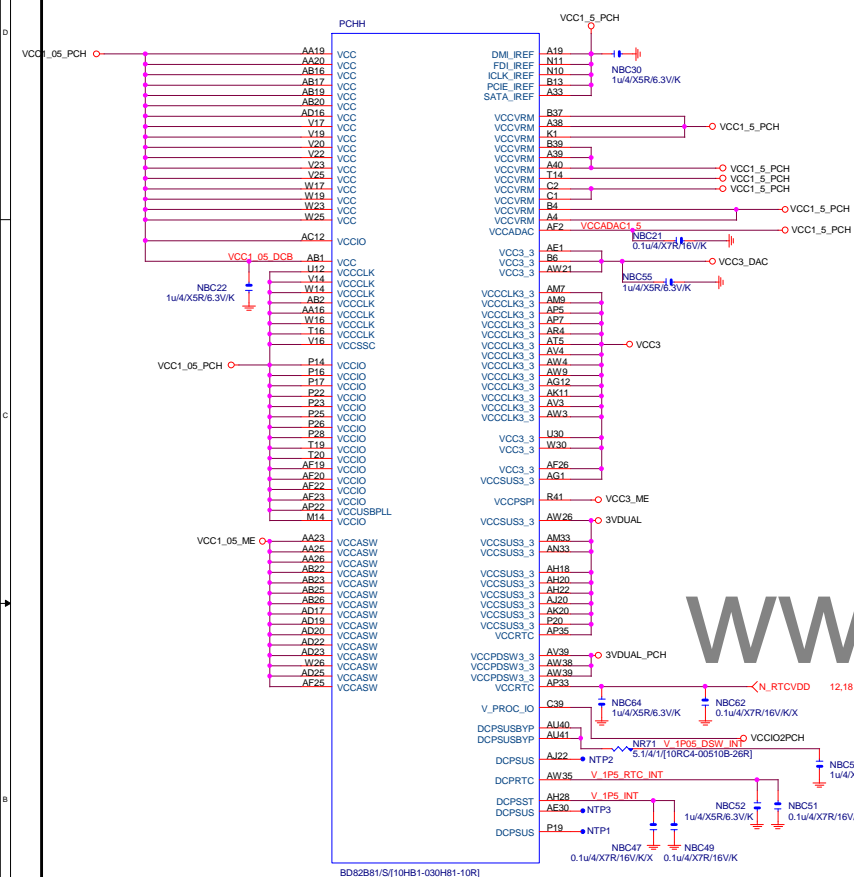 D
C
B
PCHH
VCC1_05_PCH
AA19 VCC
AA20 VCC
AB16 VCC
AB17 VCC
AB19 VCC
AB20 VCC
AD16 VCC
V17 VCC
V19 VCC
V20 VCC
V22 VCC
V23 VCC
V25 VCC
W17 VCC
W19 VCC
W23 VCC
W25 VCC
AC12 VCCIO
VCC1_05_DCB AB1 VCC
NBC22
1u/4/X5R/6.3V/K
U12 VCCCLK
V14 VCCCLK
W14 VCCCLK
AB2 VCCCLK
AA16 VCCCLK
W16 VCCCLK
T16 VCCCLK
V16 VCCSSC
VCC1_05_PCH
P14 VCCIO
P16 VCCIO
P17 VCCIO
P22 VCCIO
P23 VCCIO
P25 VCCIO
P26 VCCIO
P28 VCCIO
T19 VCCIO
T20 VCCIO
AF19 VCCIO
AF20 VCCIO
AF22 VCCIO
AF23 VCCIO
AP22 VCCUSBPLL
M14 VCCIO
VCC1_05_ME
AA23 VCCASW
AA25 VCCASW
AA26 VCCASW
AB22 VCCASW
AB23 VCCASW
AB25 VCCASW
AB26 VCCASW
AD17 VCCASW
AD19 VCCASW
AD20 VCCASW
AD22 VCCASW
AD23 VCCASW
W26 VCCASW
AD25 VCCASW
AF25 VCCASW
VCC1_5_PCH
DMI_IREF A19
FDI_IREF N11
ICLK_IREF N10
PCIE_IREF B13
SATA_IREF A33
NBC30
1u/4/X5R/6.3V/K
VCCVRM B37
VCCVRM A38 VCC1_5_PCH
VCCVRM K1
VCCVRM B39
VCCVRM A39
VCCVRM A40 VCC1_5_PCH
VCCVRM T14 VCC1_5_PCH
VCCVRM C2 VCC1_5_PCH
VCCVRM C1
VCCVRM B4 VCC1_5_PCH
VCCVRM A4
VCCADAC AF2 VCCADAC1_5 VCC1_5_PCH
NBC21
0.1u/4/X7R/16V/K
VCC3_3 AE1
VCC3_3 B6 VCC3_DAC
VCC3_3 AW21
NBC55
1u/4/X5R/6.3V/K
VCCCLK3_3 AM7
VCCCLK3_3 AM9
VCCCLK3_3 AP5
VCCCLK3_3 AP7
VCCCLK3_3 AR4
VCCCLK3_3 AT5 VCC3
VCCCLK3_3 AV4
VCCCLK3_3 AW4
VCCCLK3_3 AW9
VCCCLK3_3 AG12
VCCCLK3_3 AK11
VCCCLK3_3 AV3
VCCCLK3_3 AW3
VCC3_3 U30
VCC3_3 W30
VCC3_3 AF26
VCCSUS3_3 AG1
VCCPSPI R41 VCC3_ME
VCCSUS3_3 AW26 3VDUAL
VCCSUS3_3 AM33
VCCSUS3_3 AN33
VCCSUS3_3 AH18
VCCSUS3_3 AH20
VCCSUS3_3 AH22
VCCSUS3_3 AJ20
VCCSUS3_3 AK20
VCCSUS3_3 P20
VCCRTC AP35
VCCPDSW3_3 AV39 3VDUAL_PCH
VCCPDSW3_3 AW38
VCCPDSW3_3 AW39
VCCRTC AP33 N_RTCVDD 12,18
NBC64
1u/4/X5R/6.3V/K
NBC62
0.1u/4/X7R/16V/K/X
V_PROC_IO C39 VCCIO2PCH
DCPSUSBYP AU40
DCPSUSBYP AU41
NR71 V_1P05_DSW_INT
5.1/4/1/[10RC4-00510B-26R]
NBC5
1u/4/X
DCPSUS AJ22 NTP2
DCPRTC AW35 V_1P5_RTC_INT
NBC52
1u/4/X5R/6.3V/K
NBC51
0.1u/4/X7R/16V/
DCPSST AH28 V_1P5_INT
DCPSUS AE30 NTP3
DCPSUS P19 NTP1
NBC47
0.1u/4/X7R/16V/K/X
NBC49
0.1u/4/X7R/16V/K
BD82B81/S/[10HB1-030H81-10R]
WW